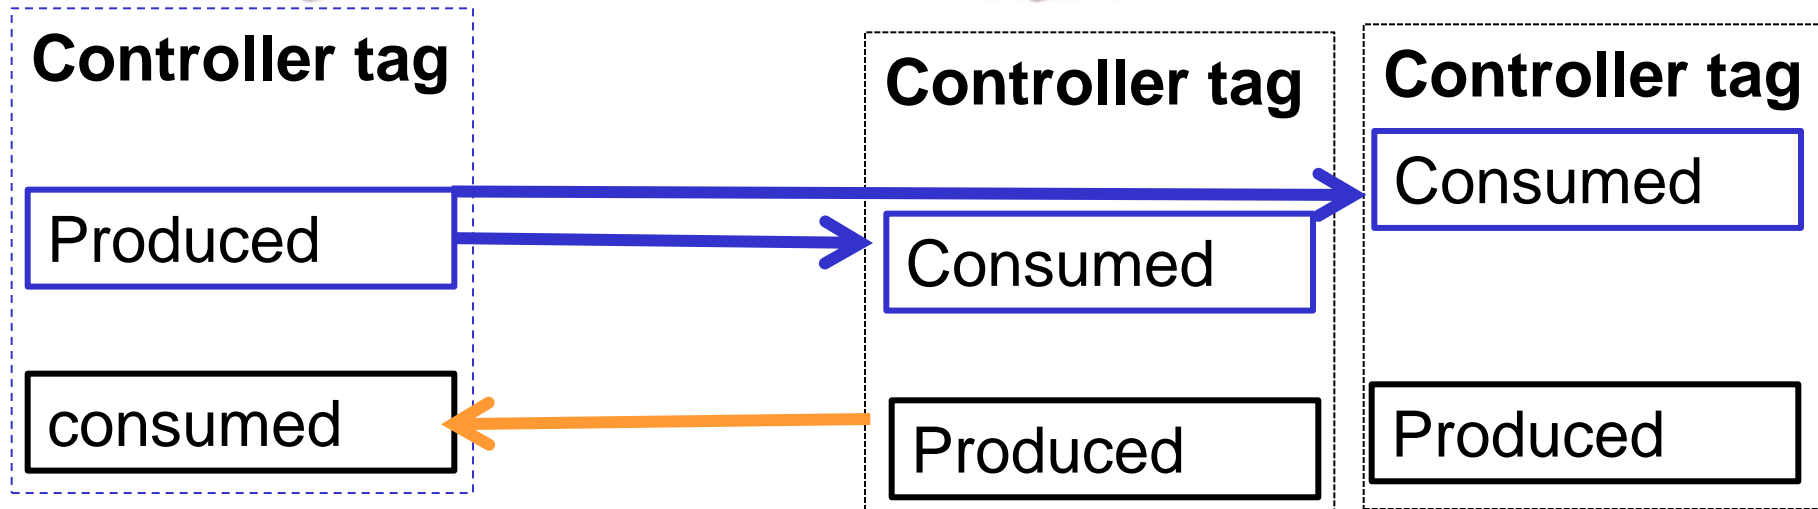 Controller tag
Produced
consumed
Controller tag
Consumed
Produced
Controller tag
Consumed
Produced